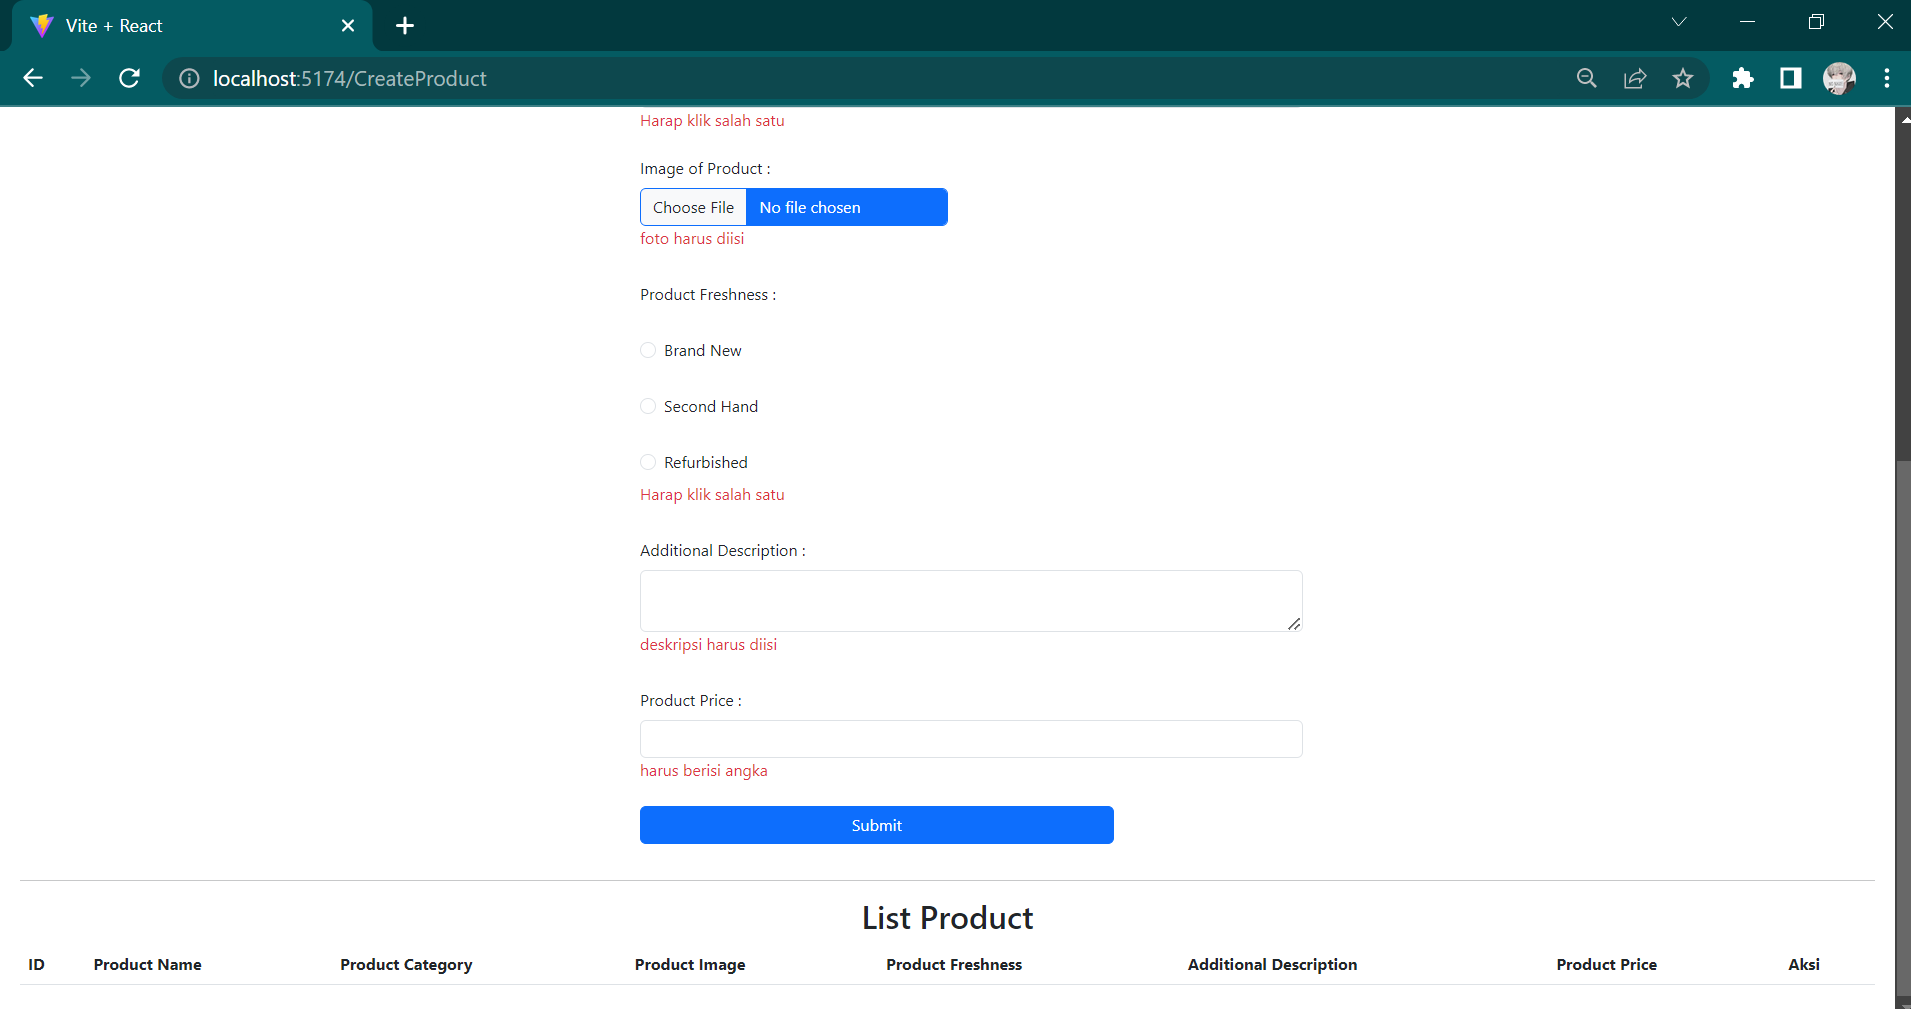 Vite + React
localhost:5174/CreateProduct
Harap klik salah satu
Image of Product :
Choose File No file chosen
foto harus diisi
Product Freshness :
Brand New
Second Hand
Refurbished
Harap klik salah satu
Additional Description :
deskripsi harus diisi
Product Price :
harus berisi angka
Submit
List Product
ID Product Name Product Category Product Image Product Freshness Additional Description Product Price Aksi